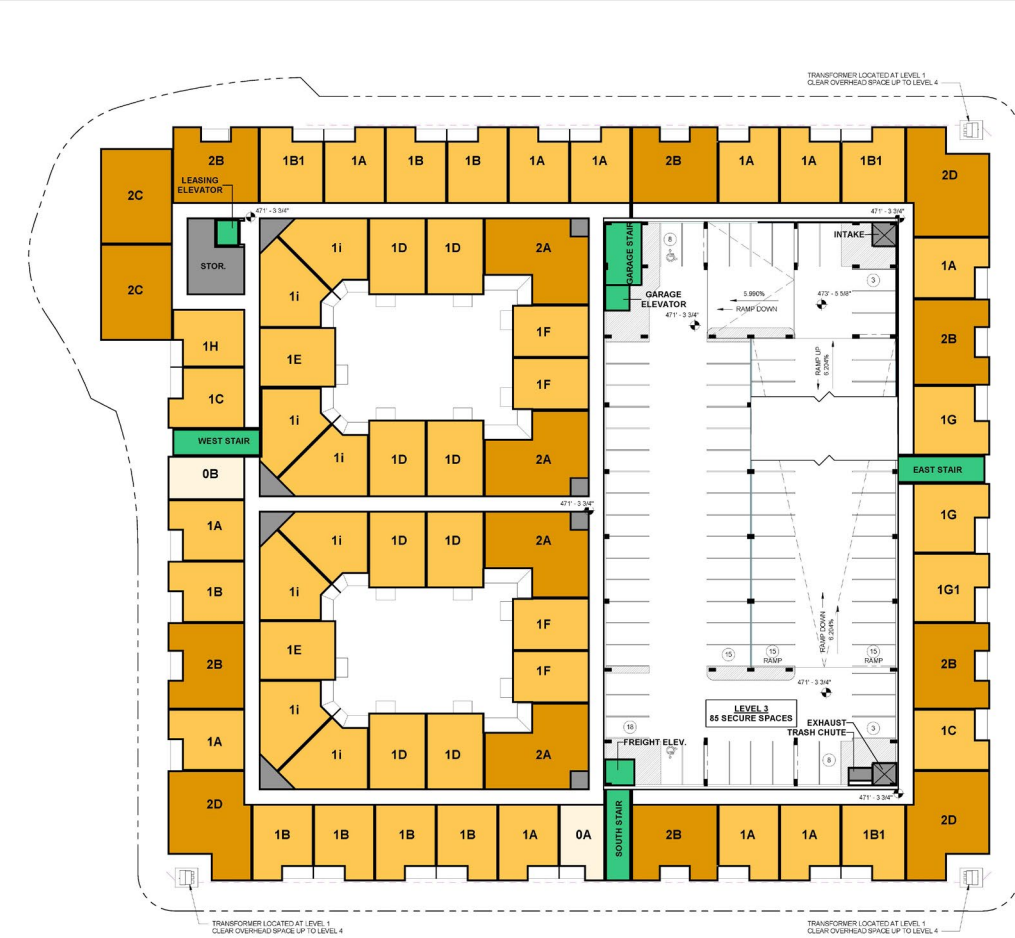 TRANSFORMER LOCATED AT LEVEL 1
CLEAR OVERHEAD SPACE UP TO LEVEL 4
2B
1B1
1A
1B
1B
1A
1A
2B
1A
1A
1B1
2D
2C
LEASING
ELEVATOR
471' - 3 3/4"
471' - 3 3/4"
STOR.
1i
1D
1D
2A
GARAGE STAIR
8
INTAKE
1A
2C
1i
GARAGE
ELEVATOR
5.990%
RAMP DOWN
473' - 5 5/8"
3
471' - 3 3/4"
1H
1E
1F
1F
RAMP UP
6.204%
2B
1C
1i
1G
WEST STAIR
1i
1D
1D
2A
EAST STAIR
0B
471' - 3 3/4"
1A
1i
1D
1D
2A
1G
1B
1i
1F
1G1
2B
1E
1F
RAMP DOWN
6.204%
2B
15
15
RAMP
15
RAMP
471' - 3 3/4"
1A
1i
LEVEL 3
85 SECURE SPACES
1C
18
EXHAUST
TRASH CHUTE
3
1i
1D
1D
2A
FREIGHT ELEV.
8
471' - 3 3/4"
2D
1B
1B
1B
1B
1A
0A
SOUTH STAIR
2B
1A
1A
1B1
2D
TRANSFORMER LOCATED AT LEVEL 1
CLEAR OVERHEAD SPACE UP TO LEVEL 4
TRANSFORMER LOCATED AT LEVEL 1
CLEAR OVERHEAD SPACE UP TO LEVEL 4